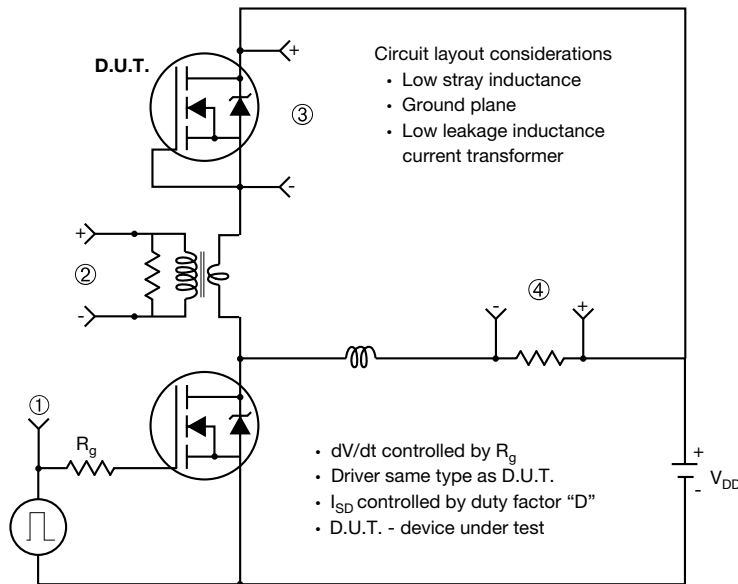 D.U.T.
+
-
③
Circuit layout considerations
• Low stray inductance
• Ground plane
• Low leakage inductance
current transformer
+
②
-
-
④
+
①
Rg
• dV/dt controlled by Rg
• Driver same type as D.U.T.
• ISD controlled by duty factor “D”
• D.U.T. - device under test
+
-
VDD